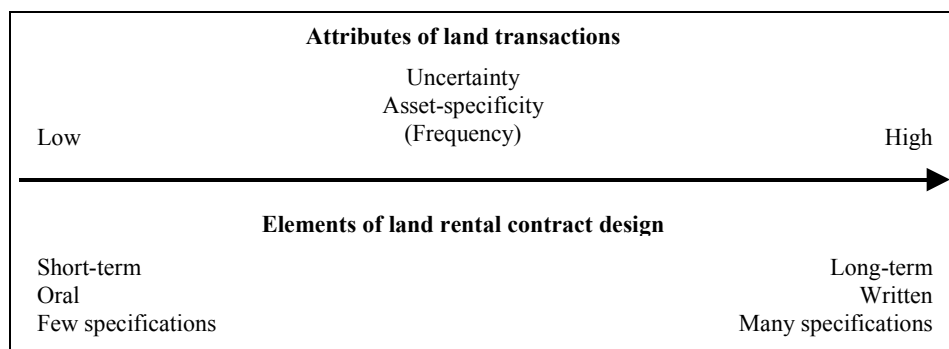 Attributes of land transactions
Uncertainty
Asset-specificity
Low (Frequency) High
Elements of land rental contract design
Short-term Long-term
Oral Written
Few specifications Many specifications